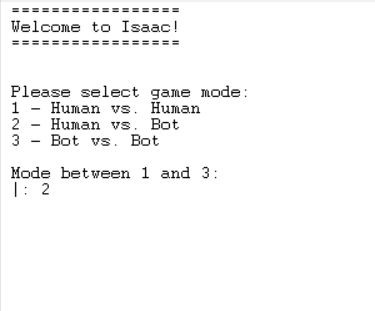 =================
Welcome to Isaac!
=================
Please select game mode:
1 - Human vs. Human
2 - Human vs. Bot
3 - Bot vs. Bot
Mode between 1 and 3:
|: 2